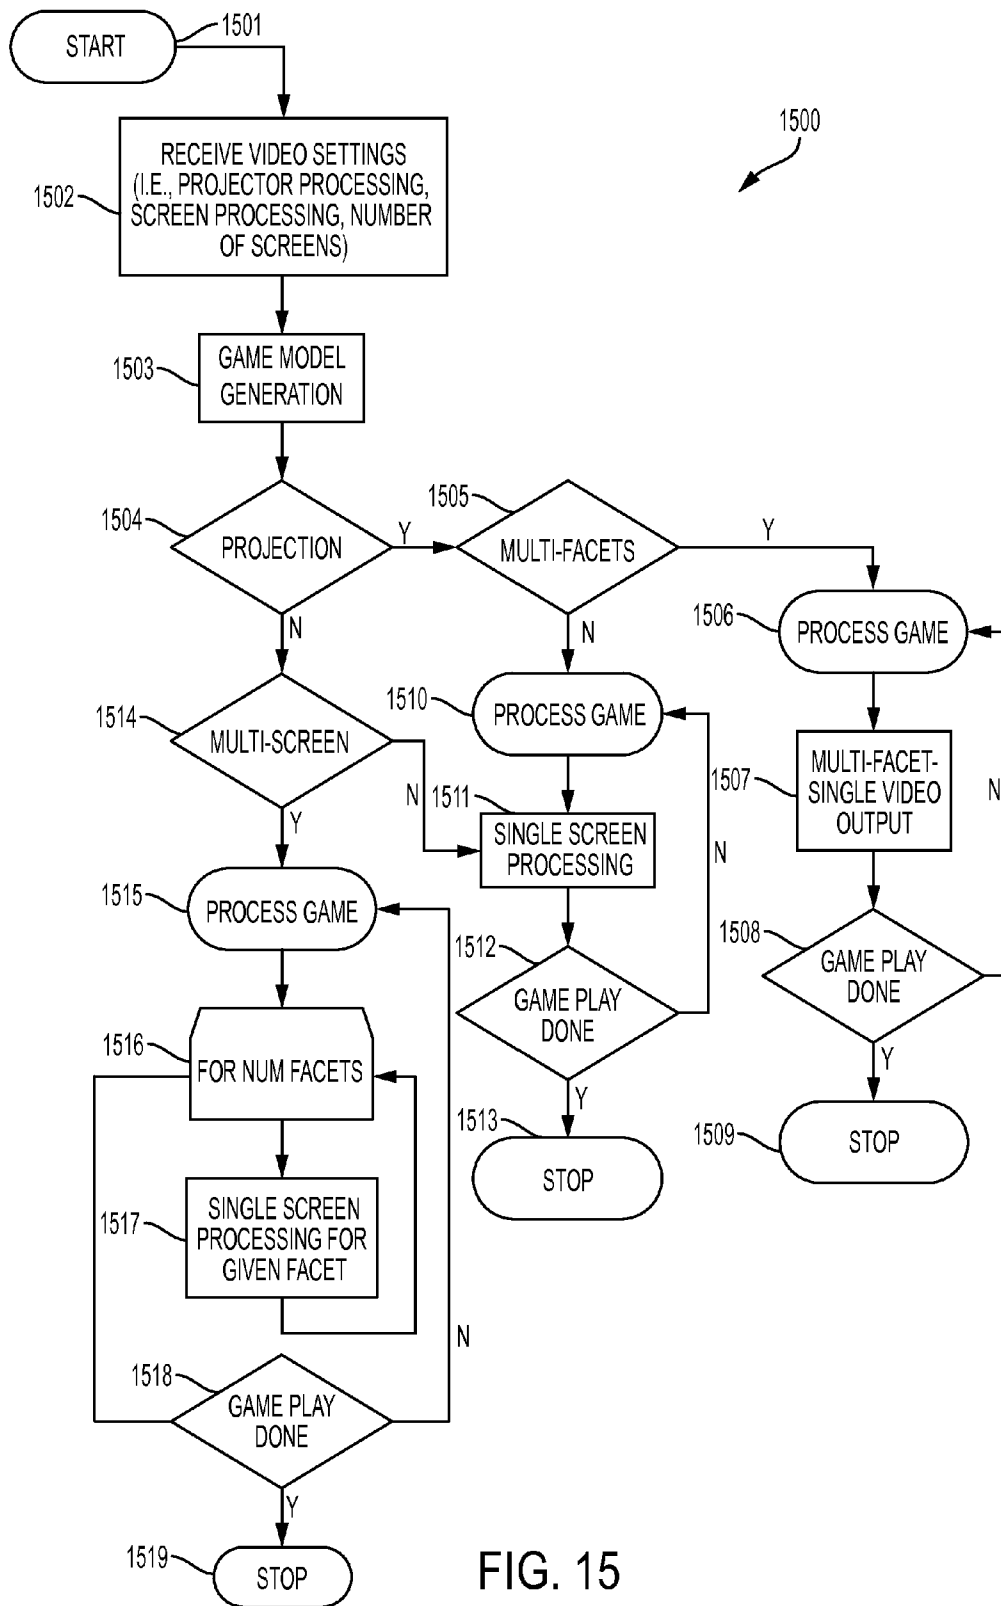 START
1501
1500
RECEIVE VIDEO SETTINGS
(I.E., PROJECTOR PROCESSING,
SCREEN PROCESSING, NUMBER
OF SCREENS)
1502
GAME MODEL
GENERATION
1503
PROJECTION
1504
Y
N
MULTI-FACETS
1505
Y
N
PROCESS GAME
1506
MULTI-FACET-
SINGLE VIDEO
OUTPUT
1507
N
GAME PLAY
DONE
1508
Y
STOP
1509
PROCESS GAME
1510
SINGLE SCREEN
PROCESSING
1511
N
GAME PLAY
DONE
1512
Y
STOP
1513
MULTI-SCREEN
1514
N
Y
PROCESS GAME
1515
FOR NUM FACETS
1516
SINGLE SCREEN
PROCESSING FOR
GIVEN FACET
1517
N
GAME PLAY
DONE
1518
Y
STOP
1519
FIG. 15